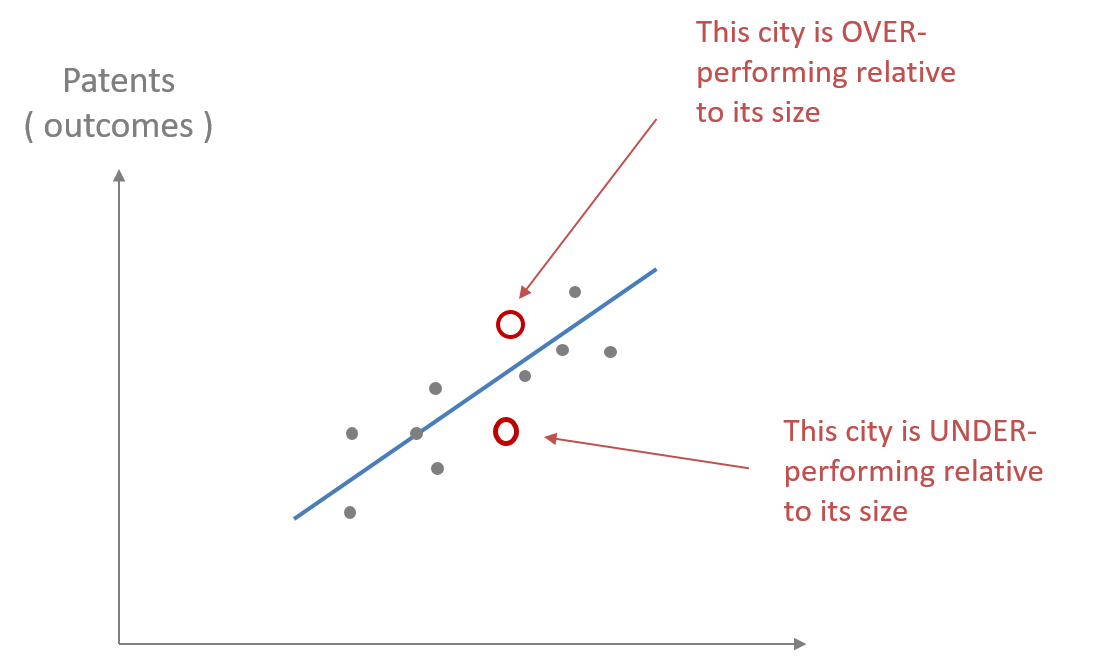 This city is OVER-
performing relative
to its size
Patents
( outcomes )
This city is UNDER-
performing relative
to its size